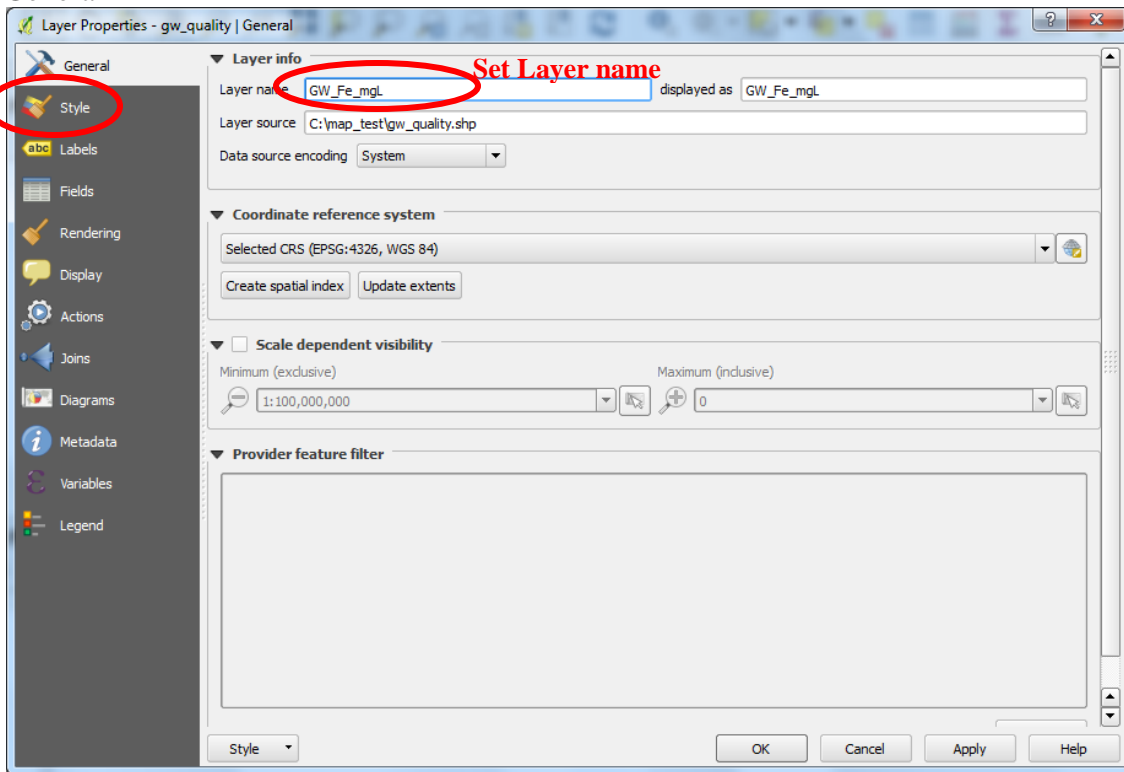 Layer Properties - gw_quality | General
General
Style
Labels
Fields
Rendering
Display
Actions
Joins
Diagrams
Metadata
Variables
Legend
Layer info
Set Layer name
Layer name GW_Fe_mgL displayed as GW_Fe_mgL
Layer source C:\map_test\gw_quality.shp
Data source encoding System
Coordinate reference system
Selected CRS (EPSG:4326, WGS 84)
Create spatial index Update extents
Scale dependent visibility
Minimum (exclusive) Maximum (inclusive)
1:100,000,000 0
Provider feature filter
Style OK Cancel Apply Help